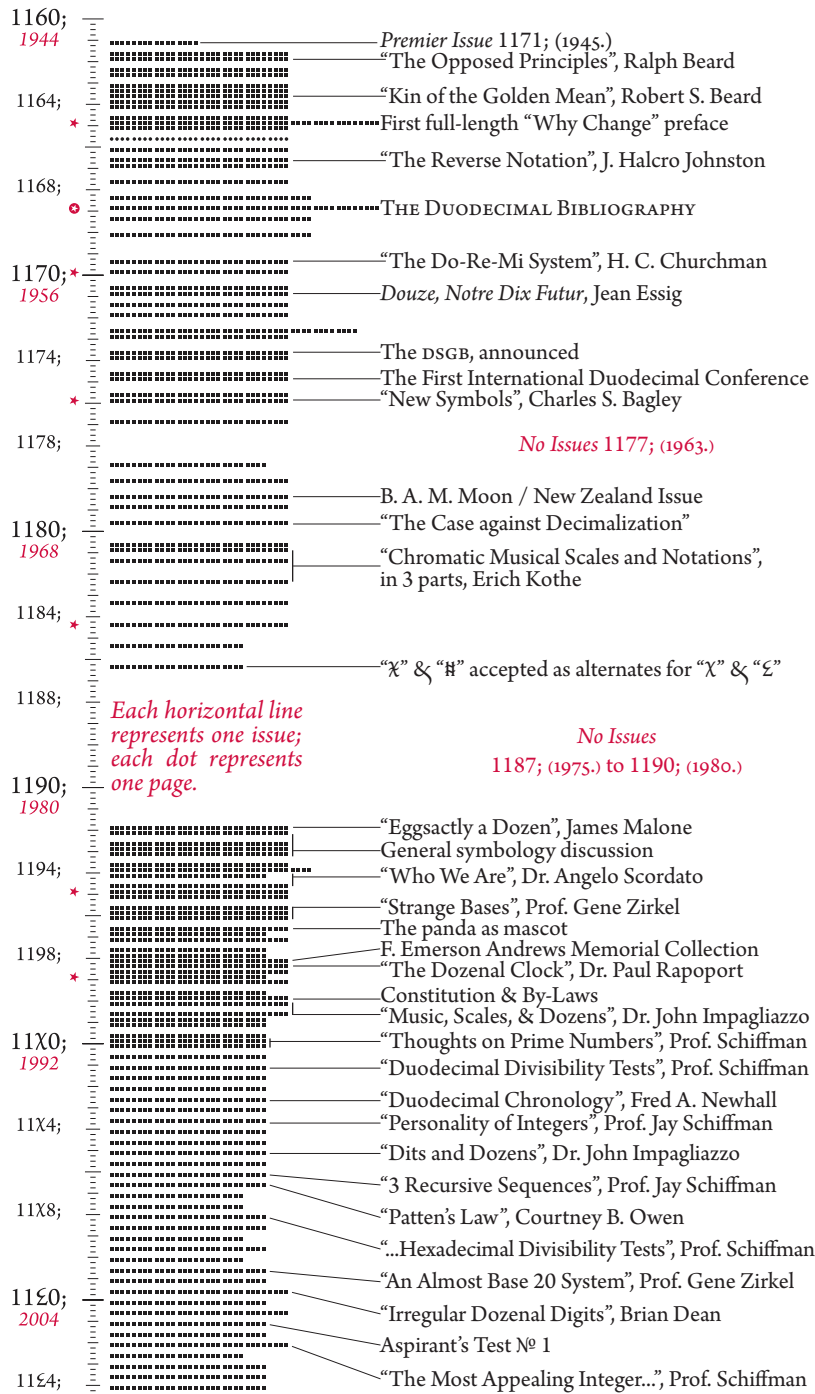 1160;
1944
Premier Issue 1171; (1945.)
“The Opposed Principles”, Ralph Beard
1164;
“Kin of the Golden Mean”, Robert S. Beard
First full-length “Why Change” preface
“The Reverse Notation”, J. Halcro Johnston
1168;
The Duodecimal Bibliography
“The Do-Re-Mi System”, H. C. Churchman
1170;
1956
Douze, Notre Dix Futur, Jean Essig
1174;
The DSGB, announced
The First International Duodecimal Conference
“New Symbols”, Charles S. Bagley
1178;
No Issues 1177; (1963.)
B. A. M. Moon / New Zealand Issue
“The Case against Decimalization”
1180;
1968
“Chromatic Musical Scales and Notations”,
in 3 parts, Erich Kothe
1184;
“ӿ” & “⋕” accepted as alternates for “χ” & “Ɛ”
1188;
Each horizontal line
represents one issue;
each dot represents
one page.
No Issues
1187; (1975.) to 1190; (1980.)
1190;
1980
“Eggsactly a Dozen”, James Malone
General symbology discussion
1194;
“Who We Are”, Dr. Angelo Scordato
“Strange Bases”, Prof. Gene Zirkel
The panda as mascot
F. Emerson Andrews Memorial Collection
1198;
“The Dozenal Clock”, Dr. Paul Rapoport
Constitution & By-Laws
“Music, Scales, & Dozens”, Dr. John Impagliazzo
11χ0;
1992
“Thoughts on Prime Numbers”, Prof. Schiffman
“Duodecimal Divisibility Tests”, Prof. Schiffman
“Duodecimal Chronology”, Fred A. Newhall
11χ4;
“Personality of Integers”, Prof. Jay Schiffman
“Dits and Dozens”, Dr. John Impagliazzo
“3 Recursive Sequences”, Prof. Jay Schiffman
11χ8;
“Patten’s Law”, Courtney B. Owen
“...Hexadecimal Divisibility Tests”, Prof. Schiffman
“An Almost Base 20 System”, Prof. Gene Zirkel
11Ɛ0;
2004
“Irregular Dozenal Digits”, Brian Dean
Aspirant’s Test № 1
11Ɛ4;
“The Most Appealing Integer...”, Prof. Schiffman